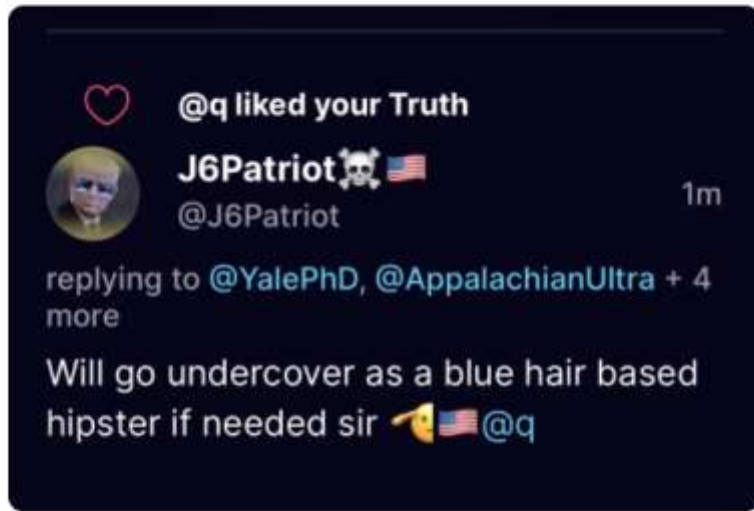 @q liked your Truth
J6Patriot☠️🇺🇸
@J6Patriot
1m
replying to @YalePhD, @AppalachianUltra + 4
more
Will go undercover as a blue hair based
hipster if needed sir 🫡🇺🇸@q